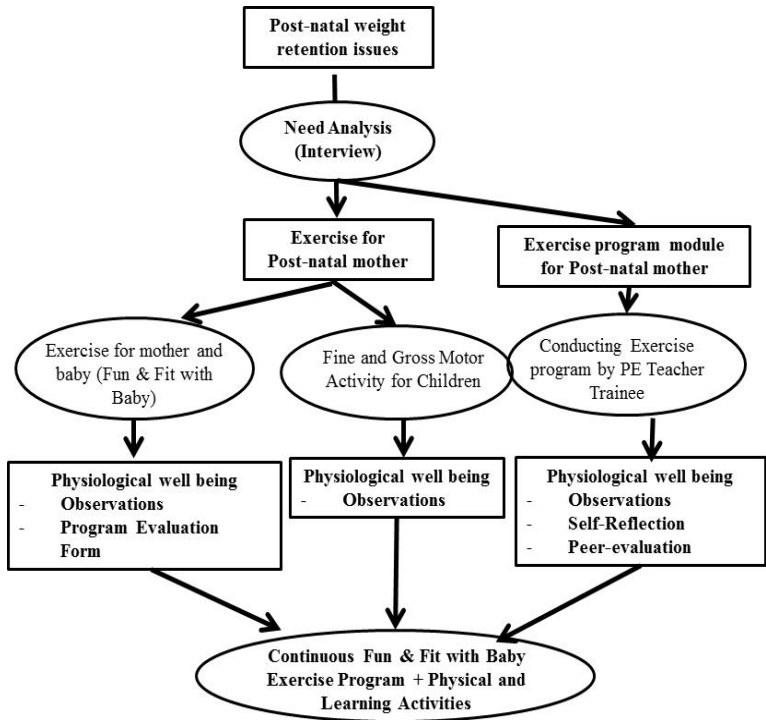 Post-natal weight
retention issues
Need Analysis
(Interview)
Exercise for
Post-natal mother
Exercise program module
for Post-natal mother
Exercise for mother and
baby (Fun & Fit with
Baby)
Fine and Gross Motor
Activity for Children
Conducting Exercise
program by PE Teacher
Trainee
Physiological well being
- Observations
- Program Evaluation
Form
Physiological well being
- Observations
Physiological well being
- Observations
- Self-Reflection
- Peer-evaluation
Continuous Fun & Fit with Baby
Exercise Program + Physical and
Learning Activities